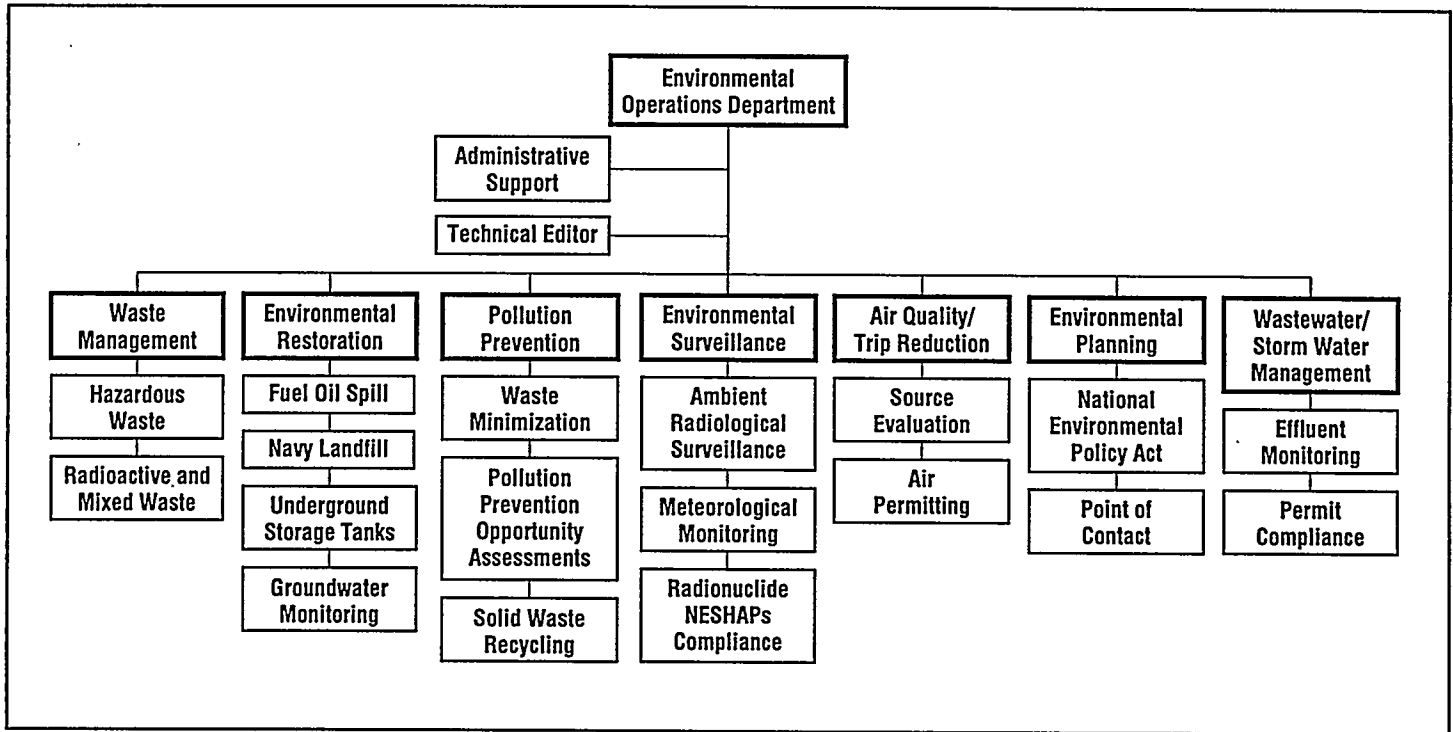 Environmental
Operations Department
Administrative
Support
Technical Editor
Waste
Management
Hazardous
Waste
Radioactive and
Mixed Waste
Environmental
Restoration
Fuel Oil Spill
Navy Landfill
Underground
Storage Tanks
Groundwater
Monitoring
Pollution
Prevention
Waste
Minimization
Pollution
Prevention
Opportunity
Assessments
Solid Waste
Recycling
Environmental
Surveillance
Ambient
Radiological
Surveillance
Meteorological
Monitoring
Radionuclide
NESHAPs
Compliance
Air Quality/
Trip Reduction
Source
Evaluation
Air
Permitting
Environmental
Planning
National
Environmental
Policy Act
Point of
Contact
Wastewater/
Storm Water
Management
Effluent
Monitoring
Permit
Compliance